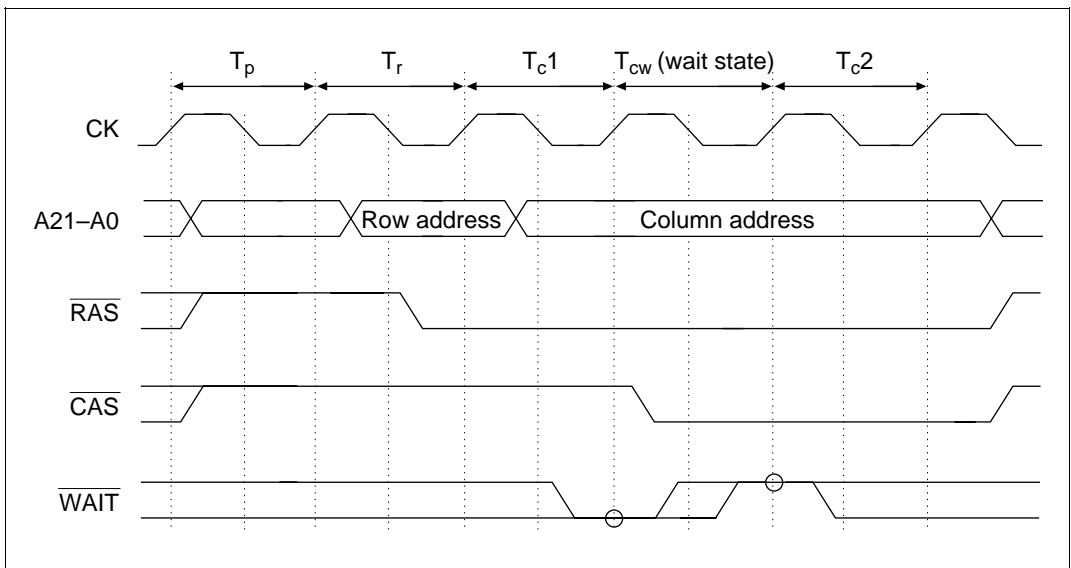 Tp Tr Tc1 Tcw (wait state) Tc2
CK
A21–A0 Row address Column address
RAS
CAS
WAIT